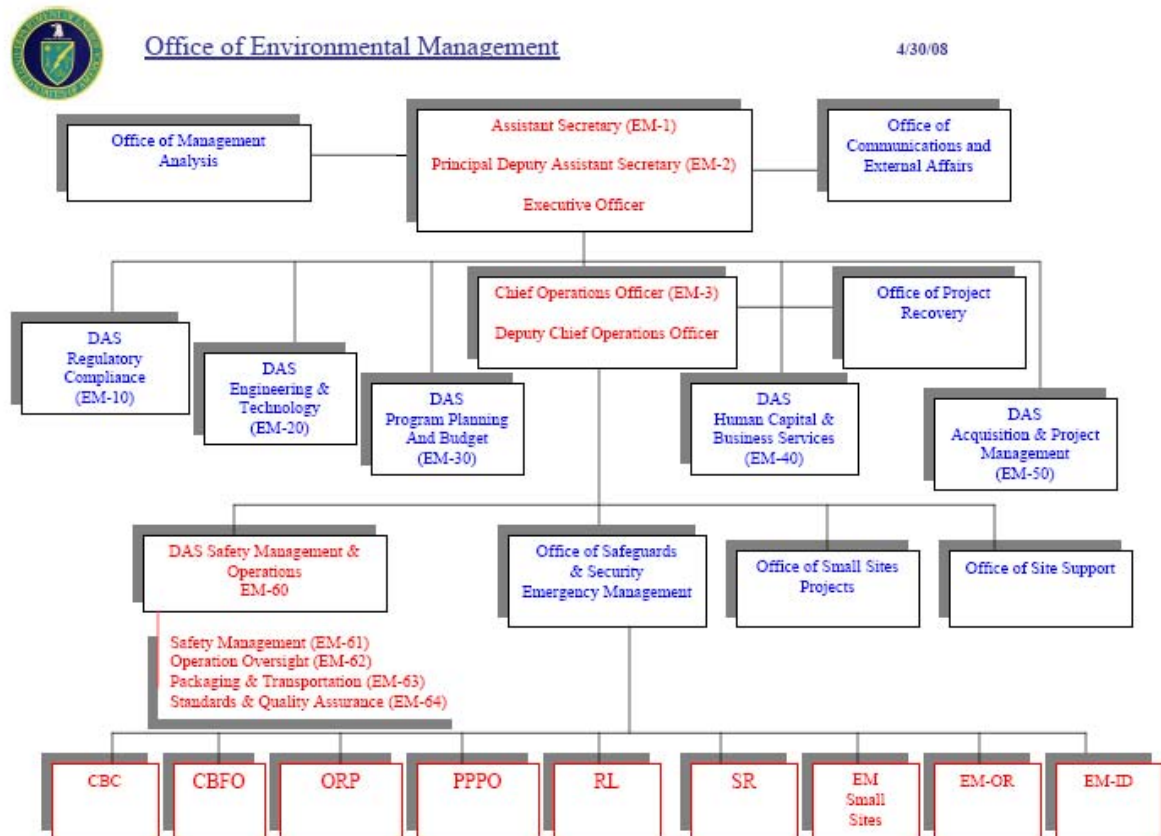 Office of Environmental Management
4/30/08
Office of Management
Analysis
Assistant Secretary (EM-1)
Principal Deputy Assistant Secretary (EM-2)
Executive Officer
Office of
Communications and
External Affairs
Chief Operations Officer (EM-3)
Deputy Chief Operations Officer
Office of Project
Recovery
DAS
Regulatory
Compliance
(EM-10)
DAS
Engineering &
Technology
(EM-20)
DAS
Program Planning
And Budget
(EM-30)
DAS
Human Capital &
Business Services
(EM-40)
DAS
Acquisition & Project
Management
(EM-50)
DAS Safety Management &
Operations
EM-60
Office of Safeguards
& Security
Emergency Management
Office of Small Sites
Projects
Office of Site Support
Safety Management (EM-61)
Operation Oversight (EM-62)
Packaging & Transportation (EM-63)
Standards & Quality Assurance (EM-64)
CBC
CBFO
ORP
PPPO
RL
SR
EM
Small
Sites
EM-OR
EM-ID